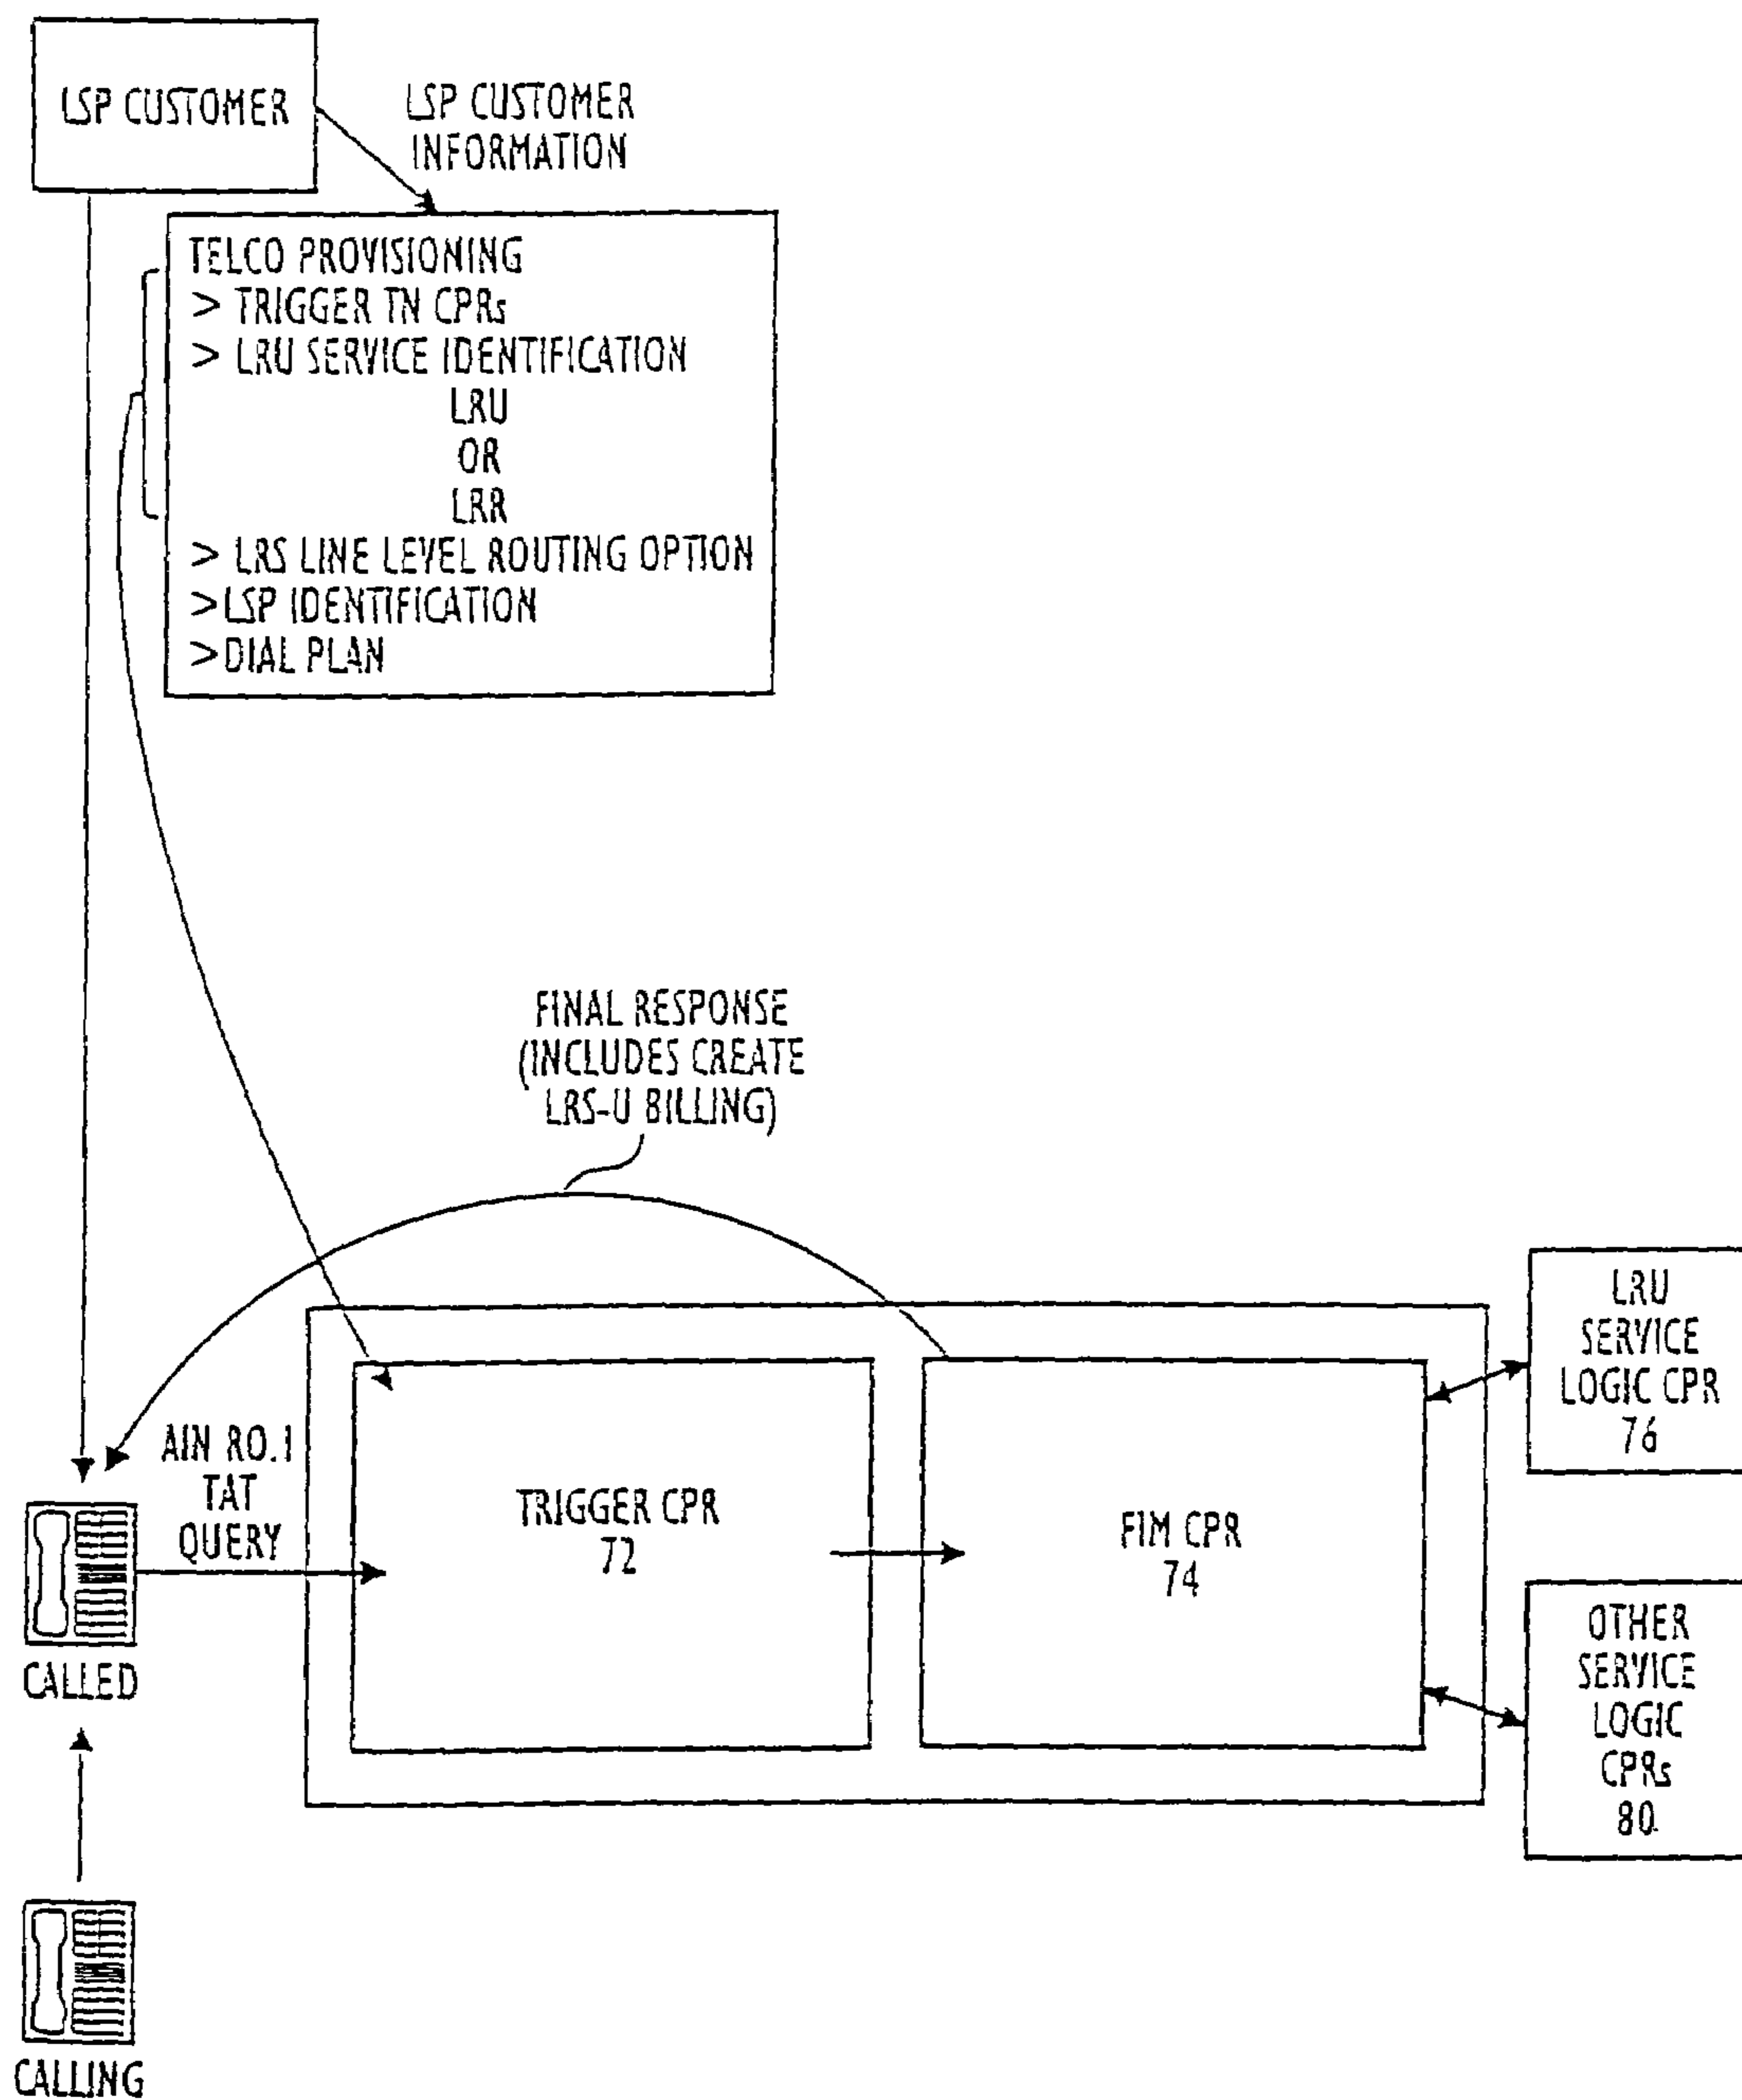 LSP CUSTOMER
LSP CUSTOMER
INFORMATION
TELCO PROVISIONING
> TRIGGER TN CPRs
> LRU SERVICE IDENTIFICATION
LRU
OR
LRR
> LRS LINE LEVEL ROUTING OPTION
>LSP IDENTIFICATION
>DIAL PLAN
FINAL RESPONSE
(INCLUDES CREATE
LRS-U BILLING)
AIN RO.1
TAT
QUERY
TRIGGER CPR
72
FIM CPR
74
LRU
SERVICE
LOGIC CPR
76
OTHER
SERVICE
LOGIC
CPRs
80
CALLED
CALLING